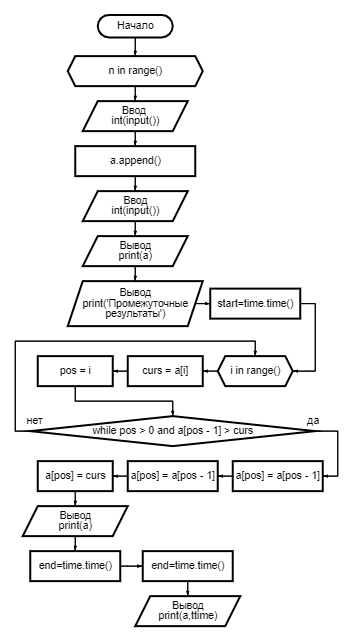 Начало
n in range()
Ввод
int(input())
a.append()
Ввод
int(input())
Вывод
print(a)
Вывод
print('Промежуточные
результаты')
start=time.time()
pos = i
curs = a[i]
i in range()
нет
да
while pos > 0 and a[pos - 1] > curs
a[pos] = curs
a[pos] = a[pos - 1]
a[pos] = a[pos - 1]
Вывод
print(a)
end=time.time()
end=time.time()
Вывод
print(a,ttime)